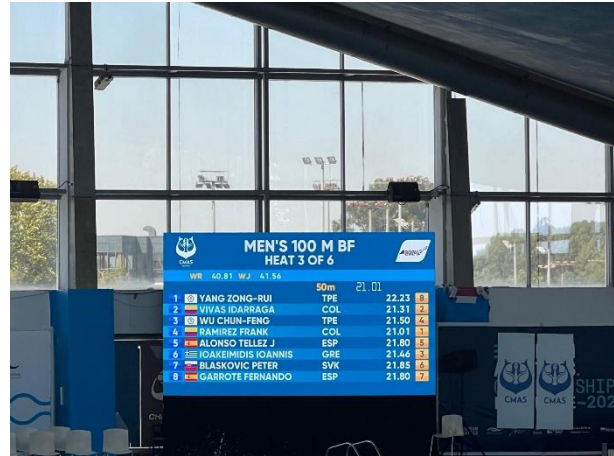 MEN'S 100 M BF
HEAT 3 OF 6
CMAS
WR 40.81 WJ 41.56
50m 21.01
1 YANG ZONG-RUI TPE 22.23 8
2 VIVAS IDARRAGA COL 21.31 2
3 WU CHUN-FENG TPE 21.50 4
4 RAMIREZ FRANK COL 21.01 1
5 ALONSO TELLEZ J ESP 21.80 5
6 IOAKEIMIDIS IOANNIS GRE 21.46 3
7 BLASKOVIC PETER SVK 21.85 6
8 GARROTE FERNANDO ESP 21.80 7
CMAS
CMAS
SHIP